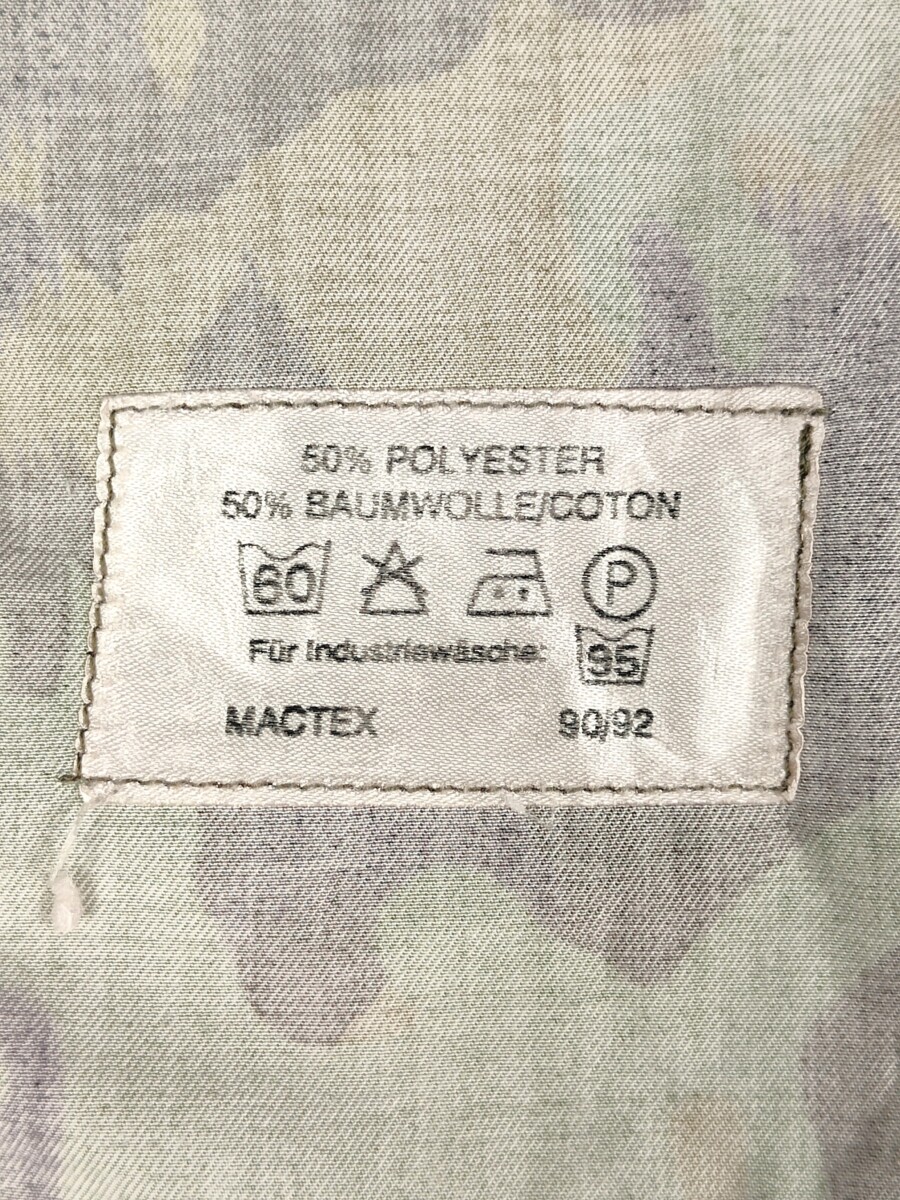 50% POLYESTER
50% BAUMWOLLE/COTON
60 P
Für Industriewäsche: 95
MACTEX 90/92